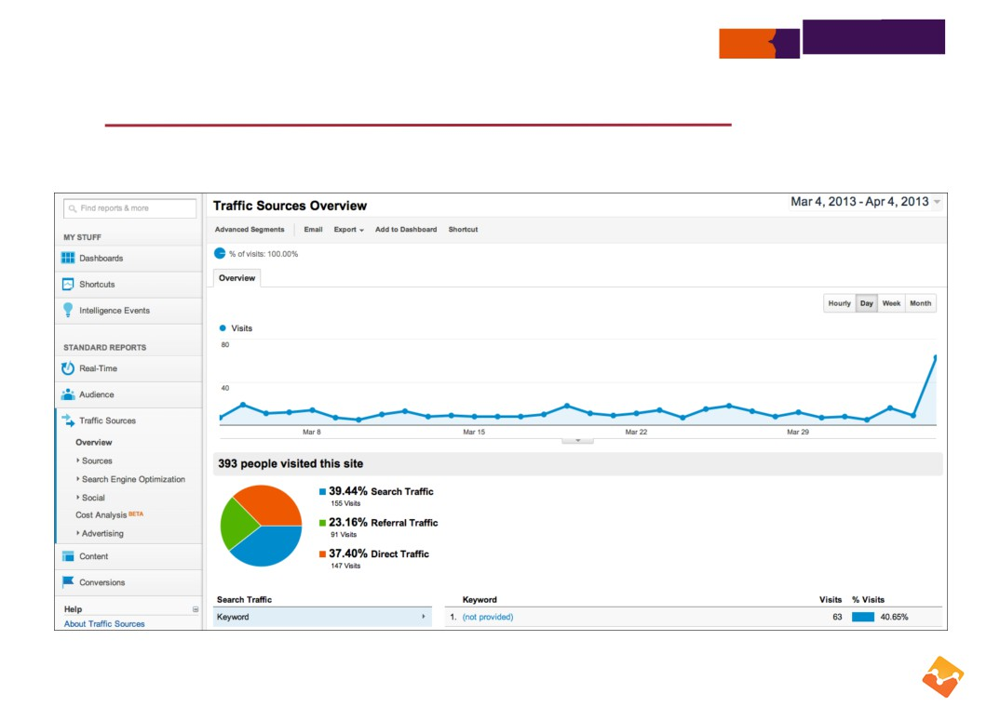 Find reports & more
MY STUFF
Dashboards
Shortcuts
Intelligence Events
STANDARD REPORTS
Real-Time
Audience
Traffic Sources
Overview
Sources
Search Engine Optimization
Social
Cost Analysis BETA
Advertising
Content
Conversions
Help
About Traffic Sources
Traffic Sources Overview
Mar 4, 2013 - Apr 4, 2013
Advanced Segments Email Export Add to Dashboard Shortcut
% of visits: 100.00%
Overview
Hourly Day Week Month
Visits
80
40
Mar 8 Mar 15 Mar 22 Mar 29
393 people visited this site
39.44% Search Traffic
155 Visits
23.16% Referral Traffic
91 Visits
37.40% Direct Traffic
147 Visits
Search Traffic
Keyword
Keyword Visits % Visits
1. (not provided) 63 40.65%